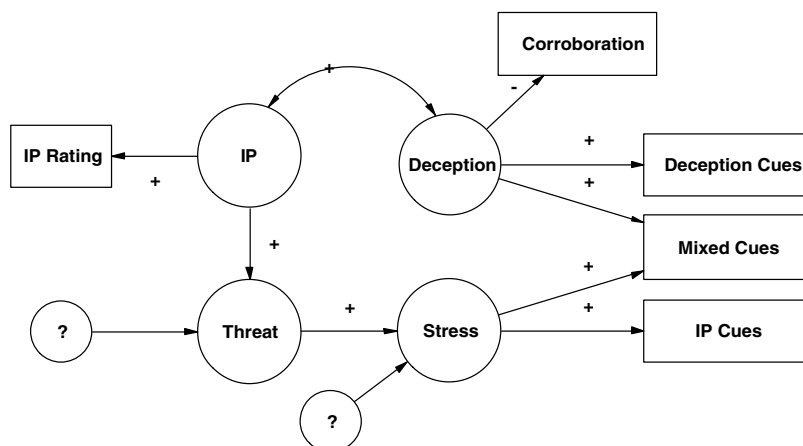 Corroboration
+
-
IP Rating
IP
+
Deception
+
Deception Cues
+
+
Mixed Cues
+
+
?
Threat
+
Stress
+
IP Cues
?